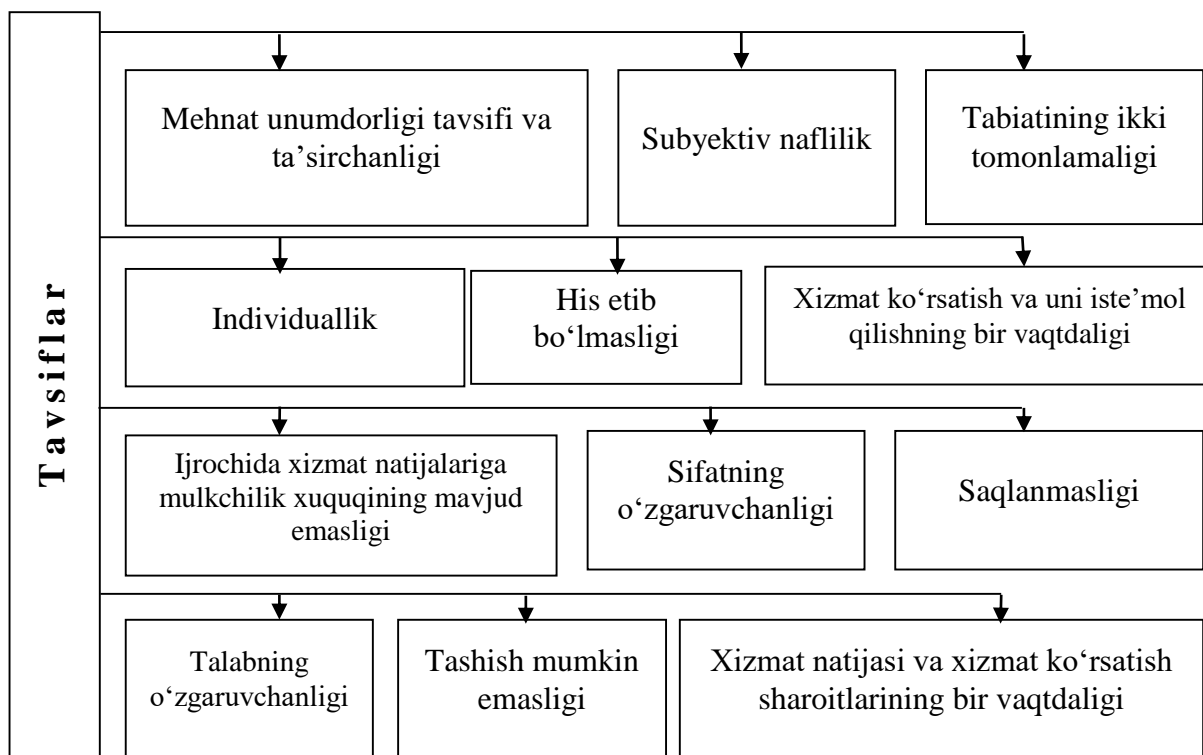 Tavsiflar
Mehnat unumdorligi tavsifi va
ta’sirchanligi
Subyektiv naflilik
Tabiatining ikki
tomonlamaligi
Individuallik
His etib
bo‘lmasligi
Xizmat ko‘rsatish va uni iste’mol
qilishning bir vaqtdaligi
Ijrochida xizmat natijalariga
mulkchilik xuquqining mavjud
emasligi
Sifatning
o‘zgaruvchanligi
Saqlanmasligi
Talabning
o‘zgaruvchanligi
Tashish mumkin
emasligi
Xizmat natijasi va xizmat ko‘rsatish
sharoitlarining bir vaqtdaligi